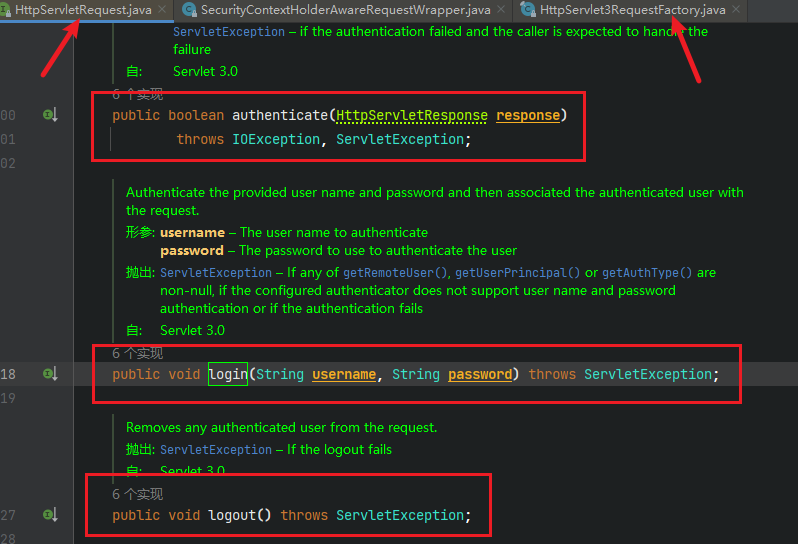 HttpServletRequest.java SecurityContextHolderAwareRequestWrapper.java HttpServlet3RequestFactory.java
ServletException – if the authentication failed and the caller is expected to handle the
failure
自: Servlet 3.0
6 个实现
00 public boolean authenticate(HttpServletResponse response)
01 throws IOException, ServletException;
02
Authenticate the provided user name and password and then associated the authenticated user with
the request.
形参: username – The user name to authenticate
password – The password to use to authenticate the user
抛出: ServletException – If any of getRemoteUser(), getUserPrincipal() or getAuthType() are
non-null, if the configured authenticator does not support user name and password
authentication or if the authentication fails
自: Servlet 3.0
6 个实现
18 public void login(String username, String password) throws ServletException;
19
Removes any authenticated user from the request.
抛出: ServletException – If the logout fails
自: Servlet 3.0
6 个实现
27 public void logout() throws ServletException;
28